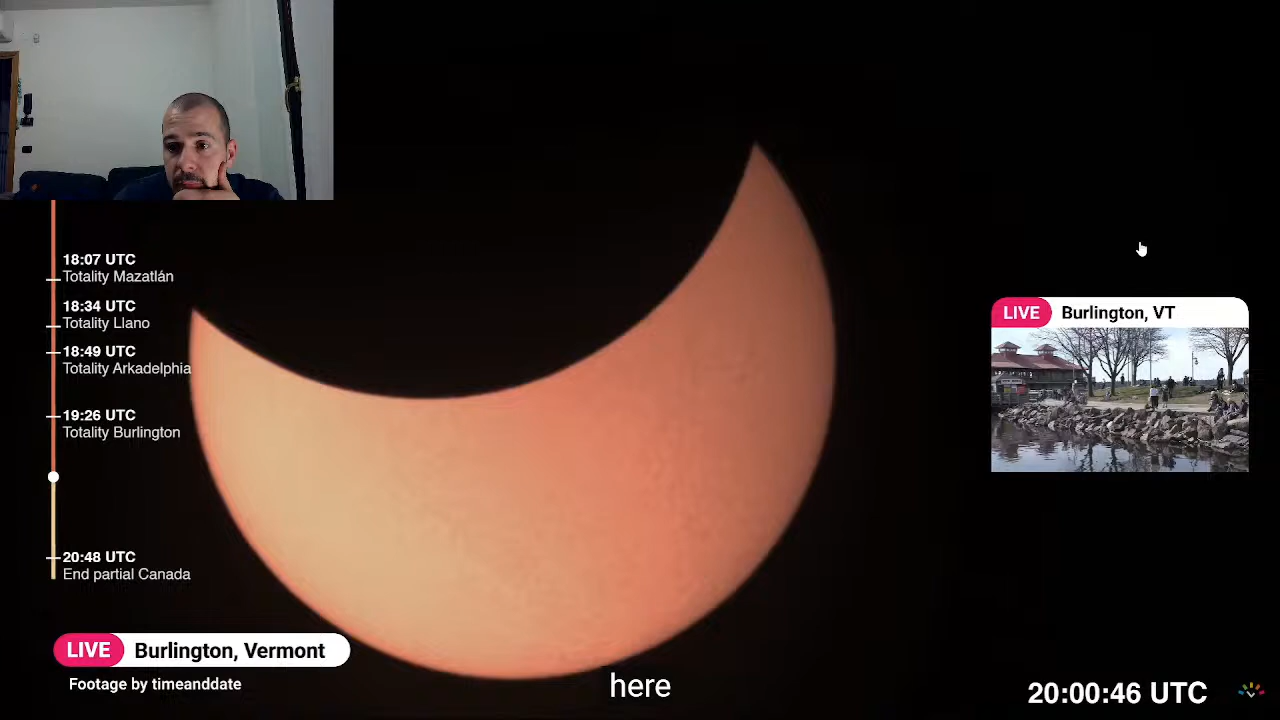 18:07 UTC
Totality Mazatlán
18:34 UTC
Totality Llano
18:49 UTC
Totality Arkadelphia
19:26 UTC
Totality Burlington
20:48 UTC
End partial Canada
LIVE Burlington, VT
LIVE Burlington, Vermont
Footage by timeanddate
here
20:00:46 UTC